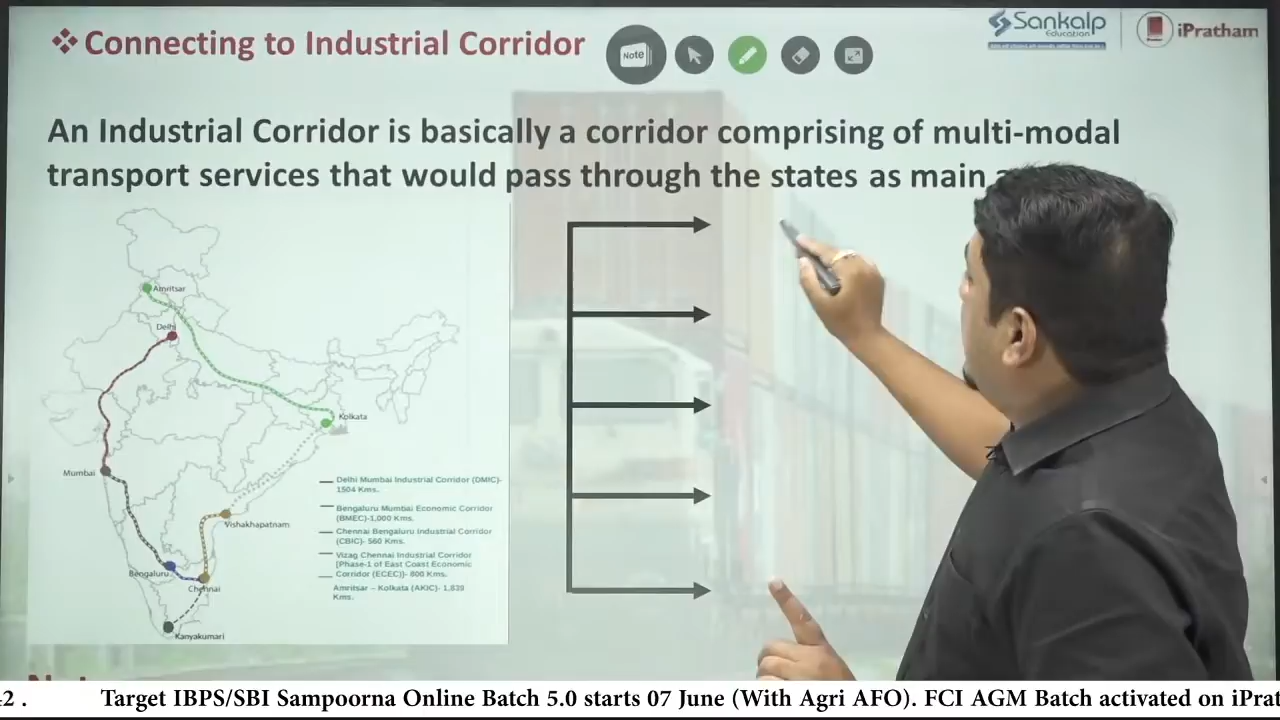 ❖ Connecting to Industrial Corridor
Note
Sankalp
Education
iPratham
An Industrial Corridor is basically a corridor comprising of multi-modal
transport services that would pass through the states as main
Amritsar
Delhi
Kolkata
Mumbai
Vishakhapatnam
Bengaluru
Chennai
Kanyakumari
Delhi Mumbai Industrial Corridor (DMIC)-
1504 Kms.
Bengaluru Mumbai Economic Corridor
(BMEC)-1,000 Kms.
Chennai Bengaluru Industrial Corridor
(CBIC)- 560 Kms.
Vizag Chennai Industrial Corridor
[Phase-1 of East Coast Economic
Corridor (ECEC)]- 800 Kms.
Amritsar – Kolkata (AKIC)- 1,839
Kms.
42 . Target IBPS/SBI Sampoorna Online Batch 5.0 starts 07 June (With Agri AFO). FCI AGM Batch activated on iPrat